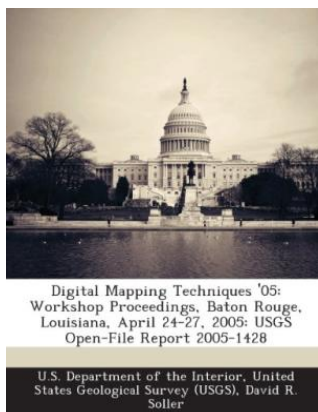 Digital Mapping Techniques '05:
Workshop Proceedings, Baton Rouge,
Louisiana, April 24-27, 2005: USGS
Open-File Report 2005-1428
U.S. Department of the Interior, United
States Geological Survey (USGS), David R.
Soller